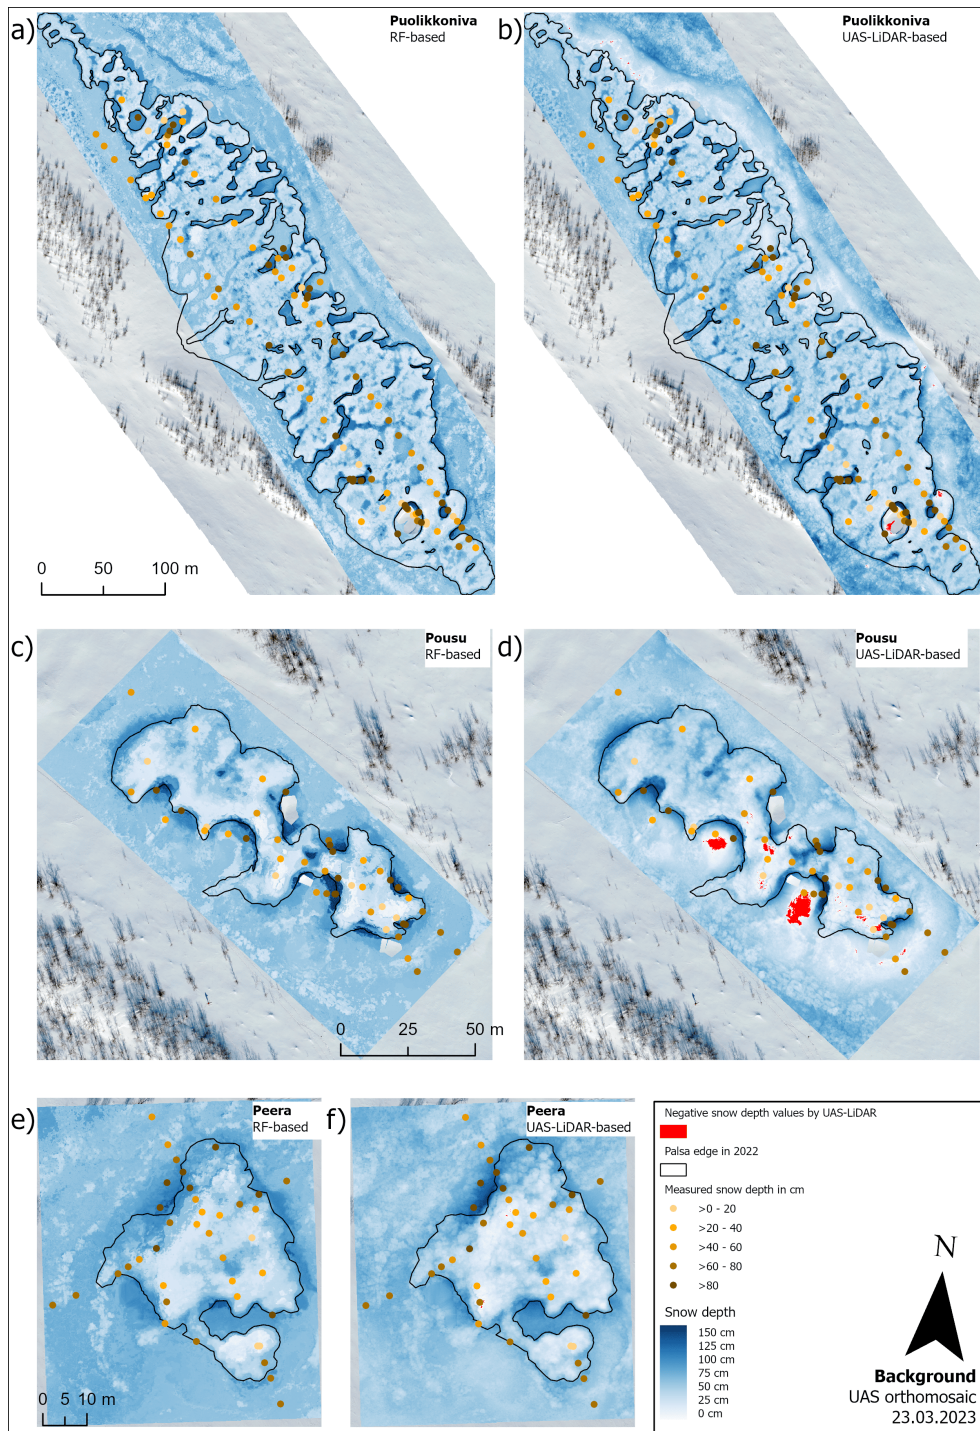 a)
Puolikkoniva
RF-based
b)
Puolikkoniva
UAS-LiDAR-based
0 50 100 m
c)
Pousu
RF-based
d)
Pousu
UAS-LiDAR-based
0 25 50 m
e)
Peera
RF-based
f)
Peera
UAS-LiDAR-based
0 5 10 m
Negative snow depth values by UAS-LiDAR
Palsa edge in 2022
Measured snow depth in cm
>0 - 20
>20 - 40
>40 - 60
>60 - 80
>80
Snow depth
150 cm
125 cm
100 cm
75 cm
50 cm
25 cm
0 cm
N
Background
UAS orthomosaic
23.03.2023